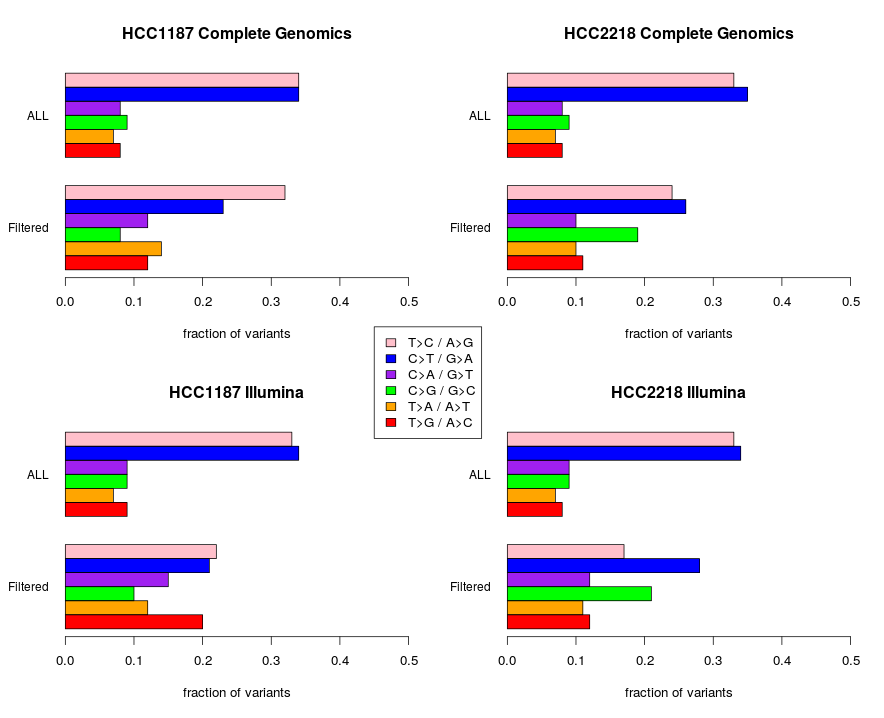 HCC1187 Complete Genomics
ALL
Filtered
0.0 0.1 0.2 0.3 0.4 0.5
fraction of variants
HCC2218 Complete Genomics
ALL
Filtered
0.0 0.1 0.2 0.3 0.4 0.5
fraction of variants
T>C / A>G
C>T / G>A
C>A / G>T
C>G / G>C
T>A / A>T
T>G / A>C
HCC1187 Illumina
ALL
Filtered
0.0 0.1 0.2 0.3 0.4 0.5
fraction of variants
HCC2218 Illumina
ALL
Filtered
0.0 0.1 0.2 0.3 0.4 0.5
fraction of variants